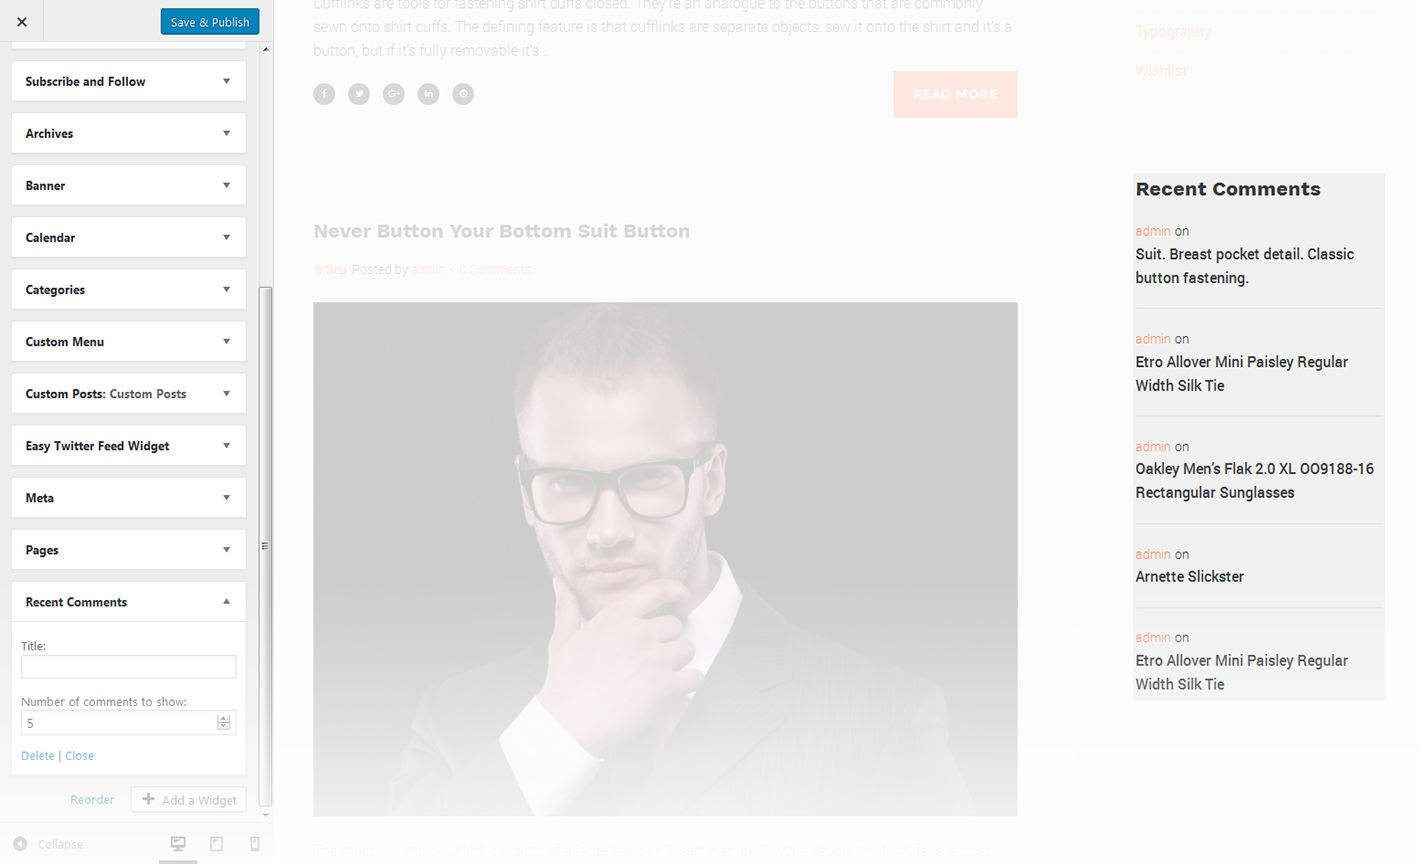 Save & Publish
Subscribe and Follow
Archives
Banner
Calendar
Categories
Custom Menu
Custom Posts: Custom Posts
Easy Twitter Feed Widget
Meta
Pages
Recent Comments
Title:
Number of comments to show:
5
Delete | Close
Reorder
Add a Widget
Collapse
Cufflinks are tools for fastening shirt cuffs closed. They're an analogue to the buttons that are commonly
sewn onto shirt cuffs. The defining feature is that cufflinks are separate objects: sew it onto the shirt and it's a
button, but if it's fully removable it's...
READ MORE
Never Button Your Bottom Suit Button
6 Sep Posted by admin • 0 Comments
The most common cufflink consists of a large head or "insert member" with a decorative front face, a post
Typography
Wishlist
Recent Comments
admin on
Suit. Breast pocket detail. Classic
button fastening.
admin on
Etro Allover Mini Paisley Regular
Width Silk Tie
admin on
Oakley Men's Flak 2.0 XL OO9188-16
Rectangular Sunglasses
admin on
Arnette Slickster
admin on
Etro Allover Mini Paisley Regular
Width Silk Tie